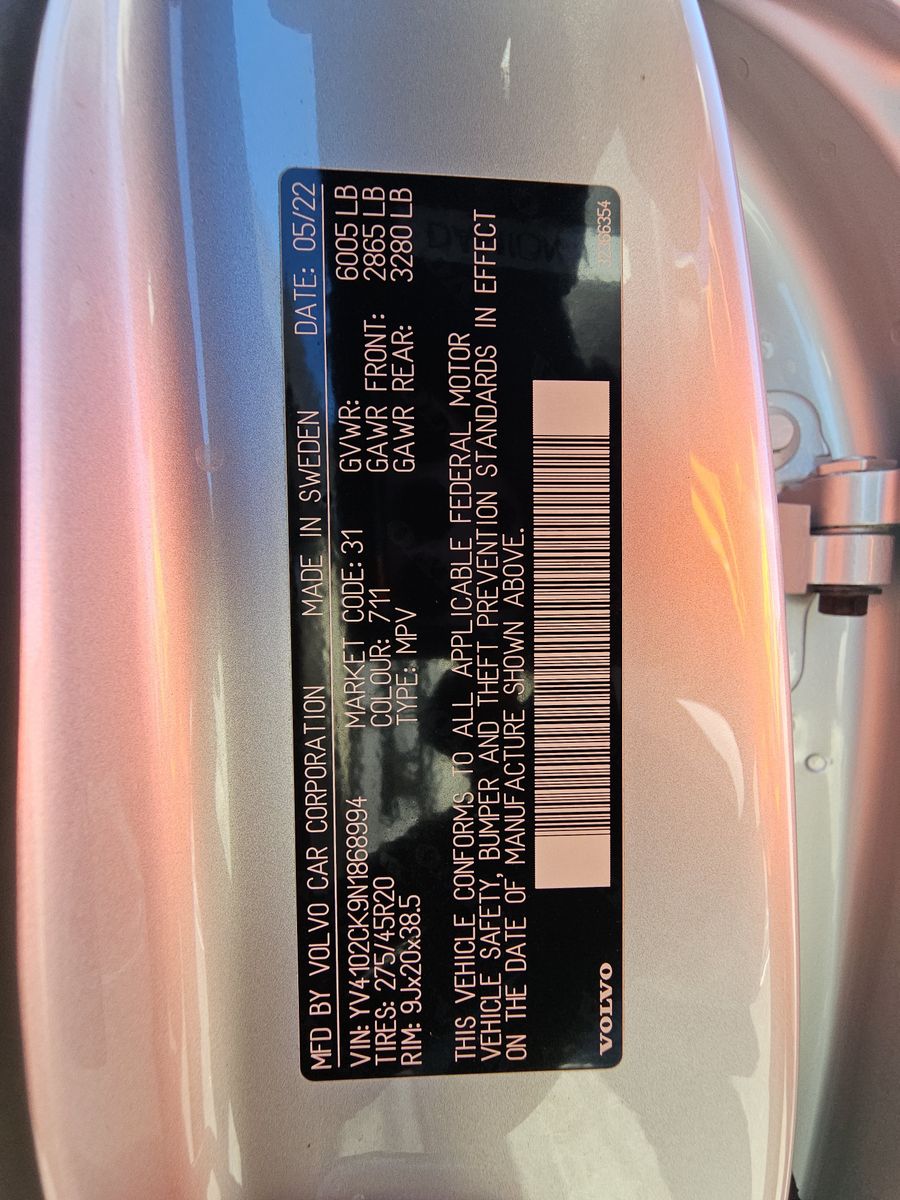 MFD BY VOLVO CAR CORPORATION MADE IN SWEDEN DATE: 05/22
VIN: YV4102CK9N1868994 MARKET CODE: 31 GVWR: 6005 LB
TIRES: 275/45R20 COLOUR: 711 GAWR FRONT: 2865 LB
RIM: 9Jx20x38.5 TYPE: MPV GAWR REAR: 3280 LB
THIS VEHICLE CONFORMS TO ALL APPLICABLE FEDERAL MOTOR
VEHICLE SAFETY, BUMPER AND THEFT PREVENTION STANDARDS IN EFFECT
ON THE DATE OF MANUFACTURE SHOWN ABOVE.
VOLVO